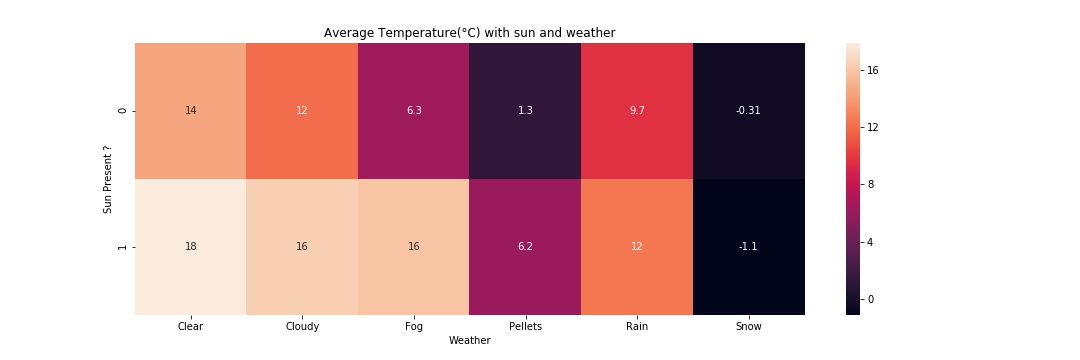 Average Temperature(°C) with sun and weather
Sun Present ?
0
14
12
6.3
1.3
9.7
-0.31
1
18
16
16
6.2
12
-1.1
Clear
Cloudy
Fog
Pellets
Rain
Snow
Weather
16
12
8
4
0